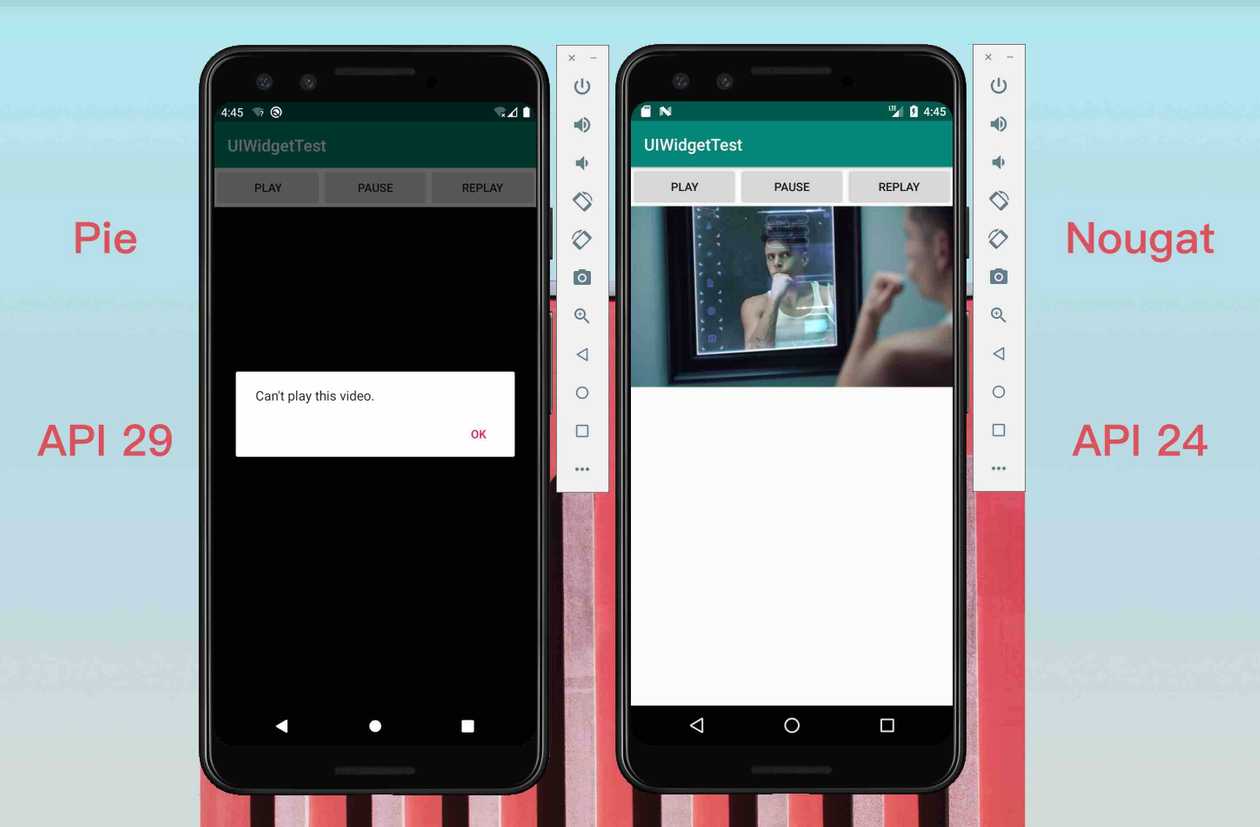 4:45
UIWidgetTest
PLAY PAUSE REPLAY
Pie
API 29
Can't play this video.
OK
LTE 4:45
UIWidgetTest
PLAY PAUSE REPLAY
Nougat
API 24